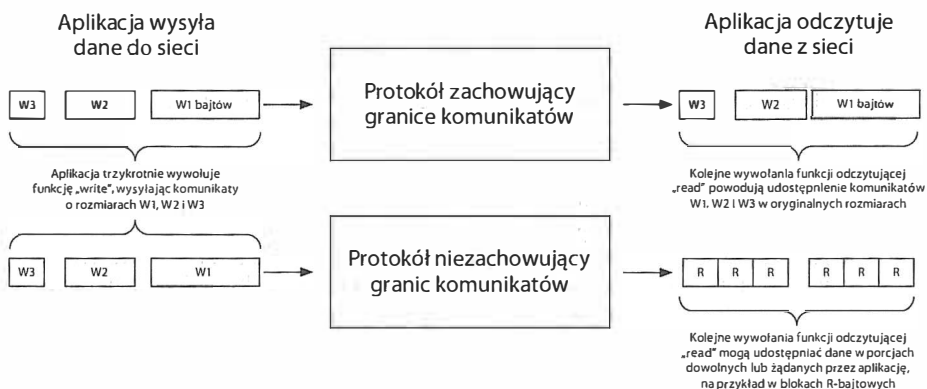 Aplikacja wysyła
dane do sieci
W3 W2 W1 bajtów
Aplikacja trzykrotnie wywołuje
funkcję „write”, wysyłając komunikaty
o rozmiarach W1, W2 i W3
W3 W2 W1
Protokół zachowujący
granice komunikatów
Protokół niezachowujący
granic komunikatów
Aplikacja odczytuje
dane z sieci
W3 W2 W1 bajtów
Kolejne wywołania funkcji odczytującej
„read” powodują udostępnienie komunikatów
W1, W2 i W3 w oryginalnych rozmiarach
R R R R R R
Kolejne wywołania funkcji odczytującej
„read” mogą udostępniać dane w porcjach
dowolnych lub żądanych przez aplikację,
na przykład w blokach R-bajtowych